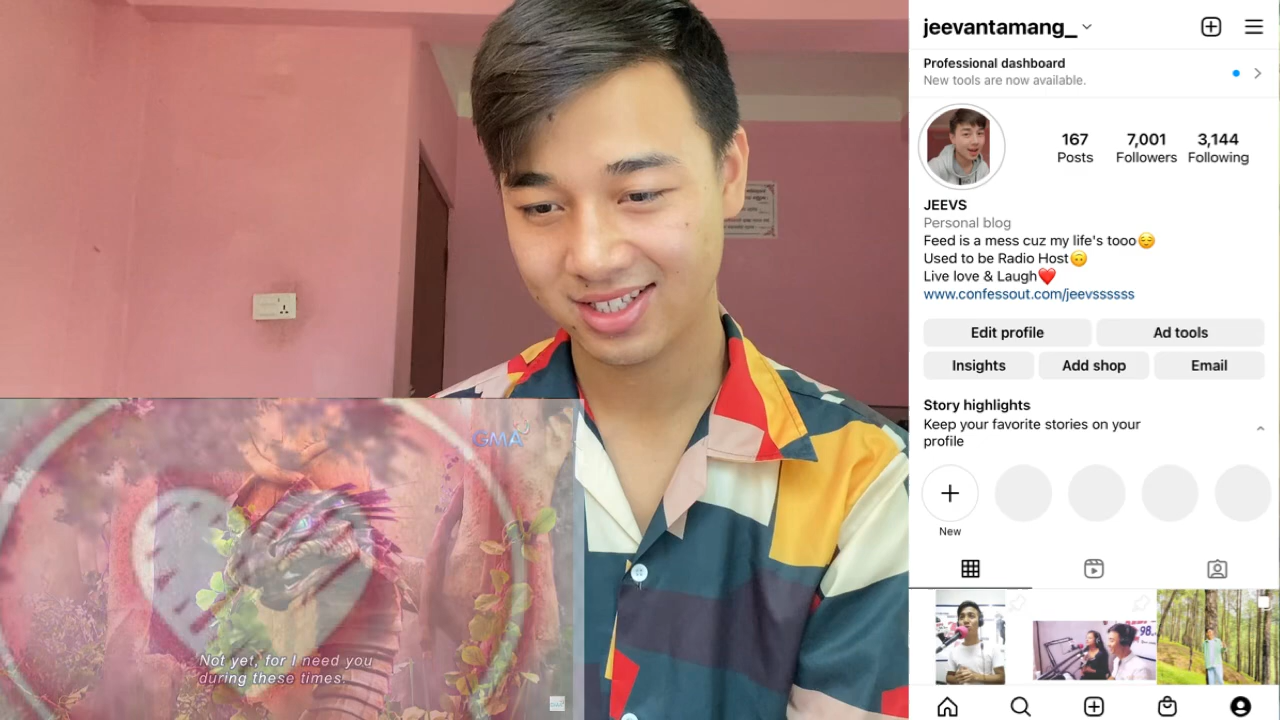 jeevantamang_
Professional dashboard
New tools are now available.
167 7,001 3,144
Posts Followers Following
JEEVS
Personal blog
Feed is a mess cuz my life's tooo😌
Used to be Radio Host🙃
Live love & Laugh❤️
www.confessout.com/jeevssssss
Edit profile Ad tools
Insights Add shop Email
Story highlights
Keep your favorite stories on your
profile
New
98.
GMA
Not yet, for I need you
during these times.